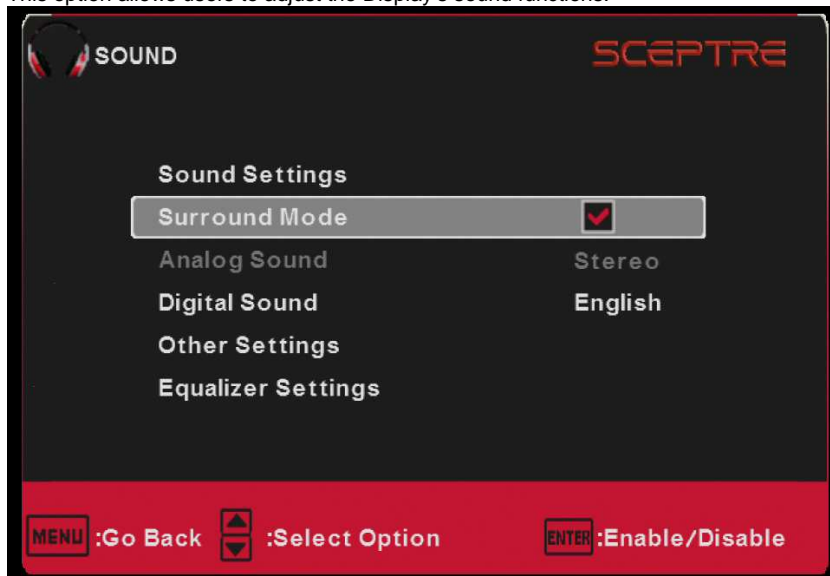 This option allows users to adjust the Display's sound functions.
SOUND SCEPTRE
Sound Settings
Surround Mode
Analog Sound Stereo
Digital Sound English
Other Settings
Equalizer Settings
MENU :Go Back :Select Option ENTER :Enable/Disable